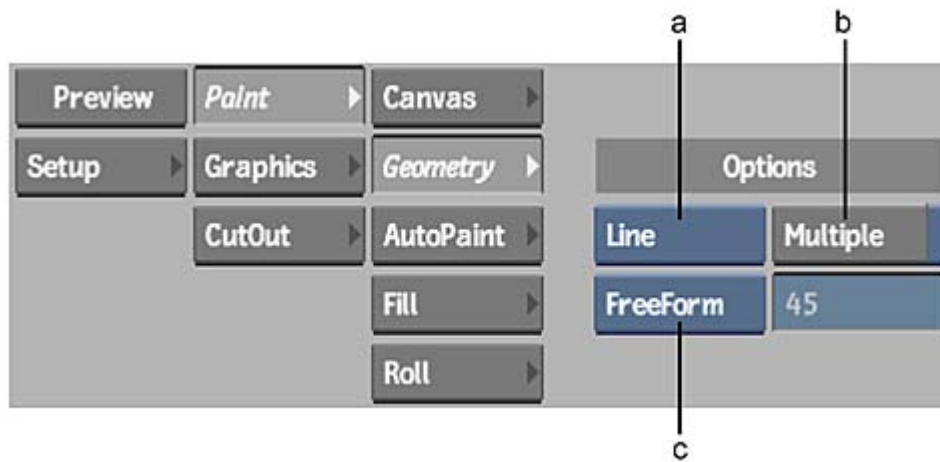 a b
Preview Paint Canvas
Setup Graphics Geometry Options
CutOut AutoPaint Line Multiple
Fill FreeForm 45
Roll
c